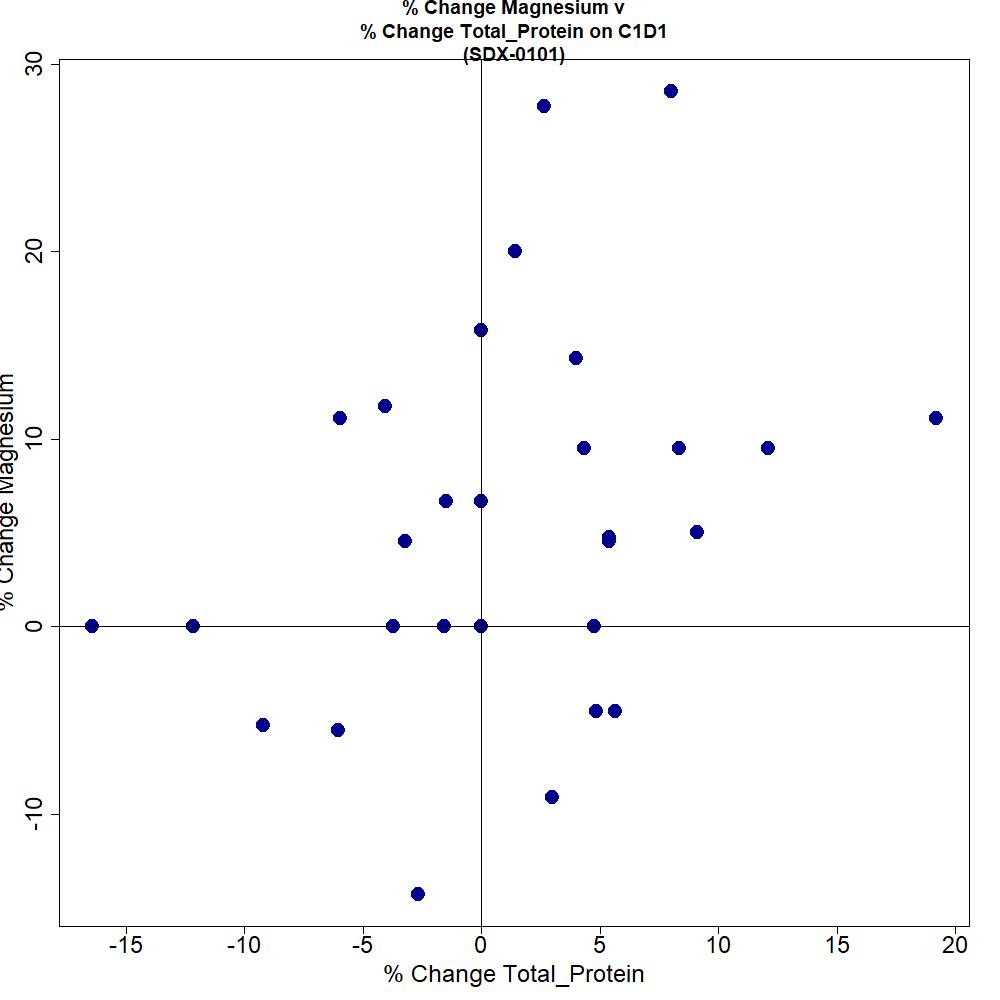 % Change Magnesium v
% Change Total_Protein on C1D1
(SDX-0101)
% Change Magnesium
30
20
10
0
-10
-15
-10
-5
0
5
10
15
20
% Change Total_Protein